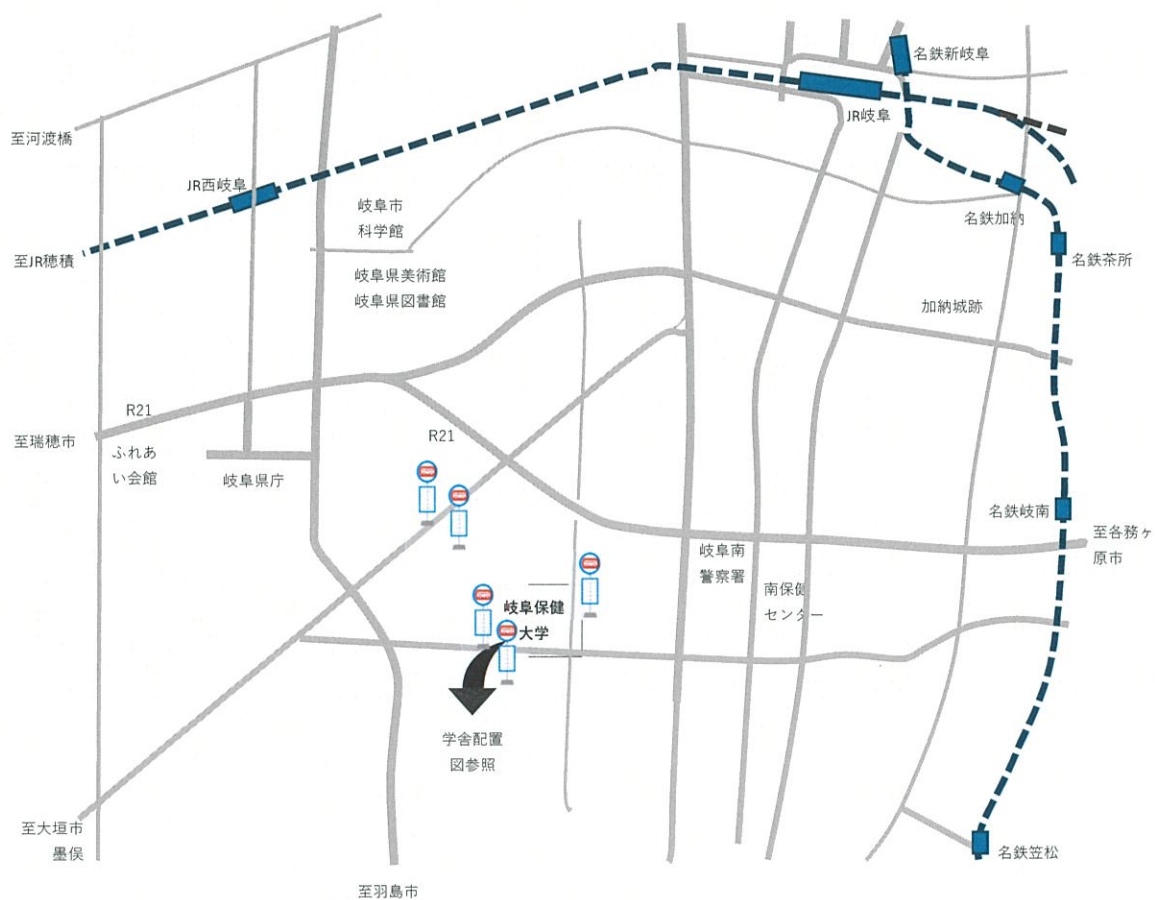 名鉄新岐阜
JR岐阜
至河渡橋
JR西岐阜
岐阜市
科学館
名鉄加納
至JR穂積
名鉄茶所
岐阜県美術館
岐阜県図書館
加納城跡
R21
至瑞穂市
R21
ふれあ
い会館
岐阜県庁
名鉄岐南
至各務ヶ
原市
岐阜南
警察署
南保健
センター
岐阜保健
大学
学舎配置
図参照
至大垣市
墨俣
名鉄笠松
至羽島市